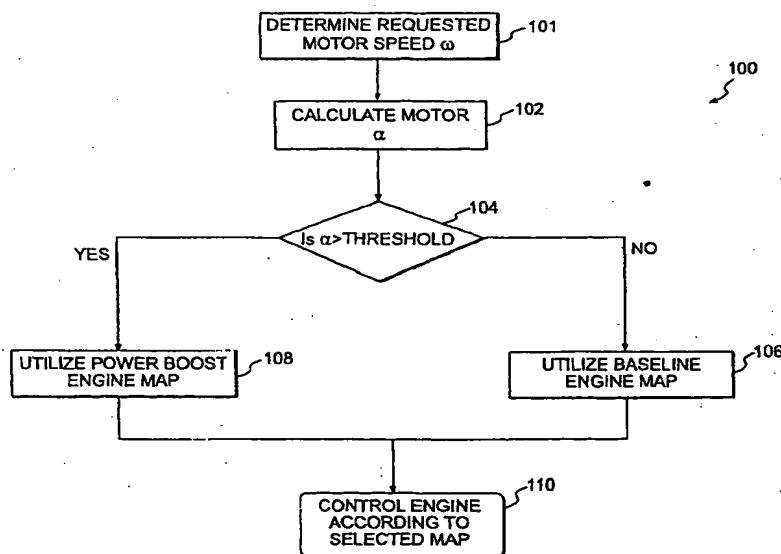 DETERMINE REQUESTED
MOTOR SPEED ω
101
100
CALCULATE MOTOR
α
102
104
Is α>THRESHOLD
YES
NO
UTILIZE POWER BOOST
ENGINE MAP
108
UTILIZE BASELINE
ENGINE MAP
106
110
CONTROL ENGINE
ACCORDING TO
SELECTED MAP